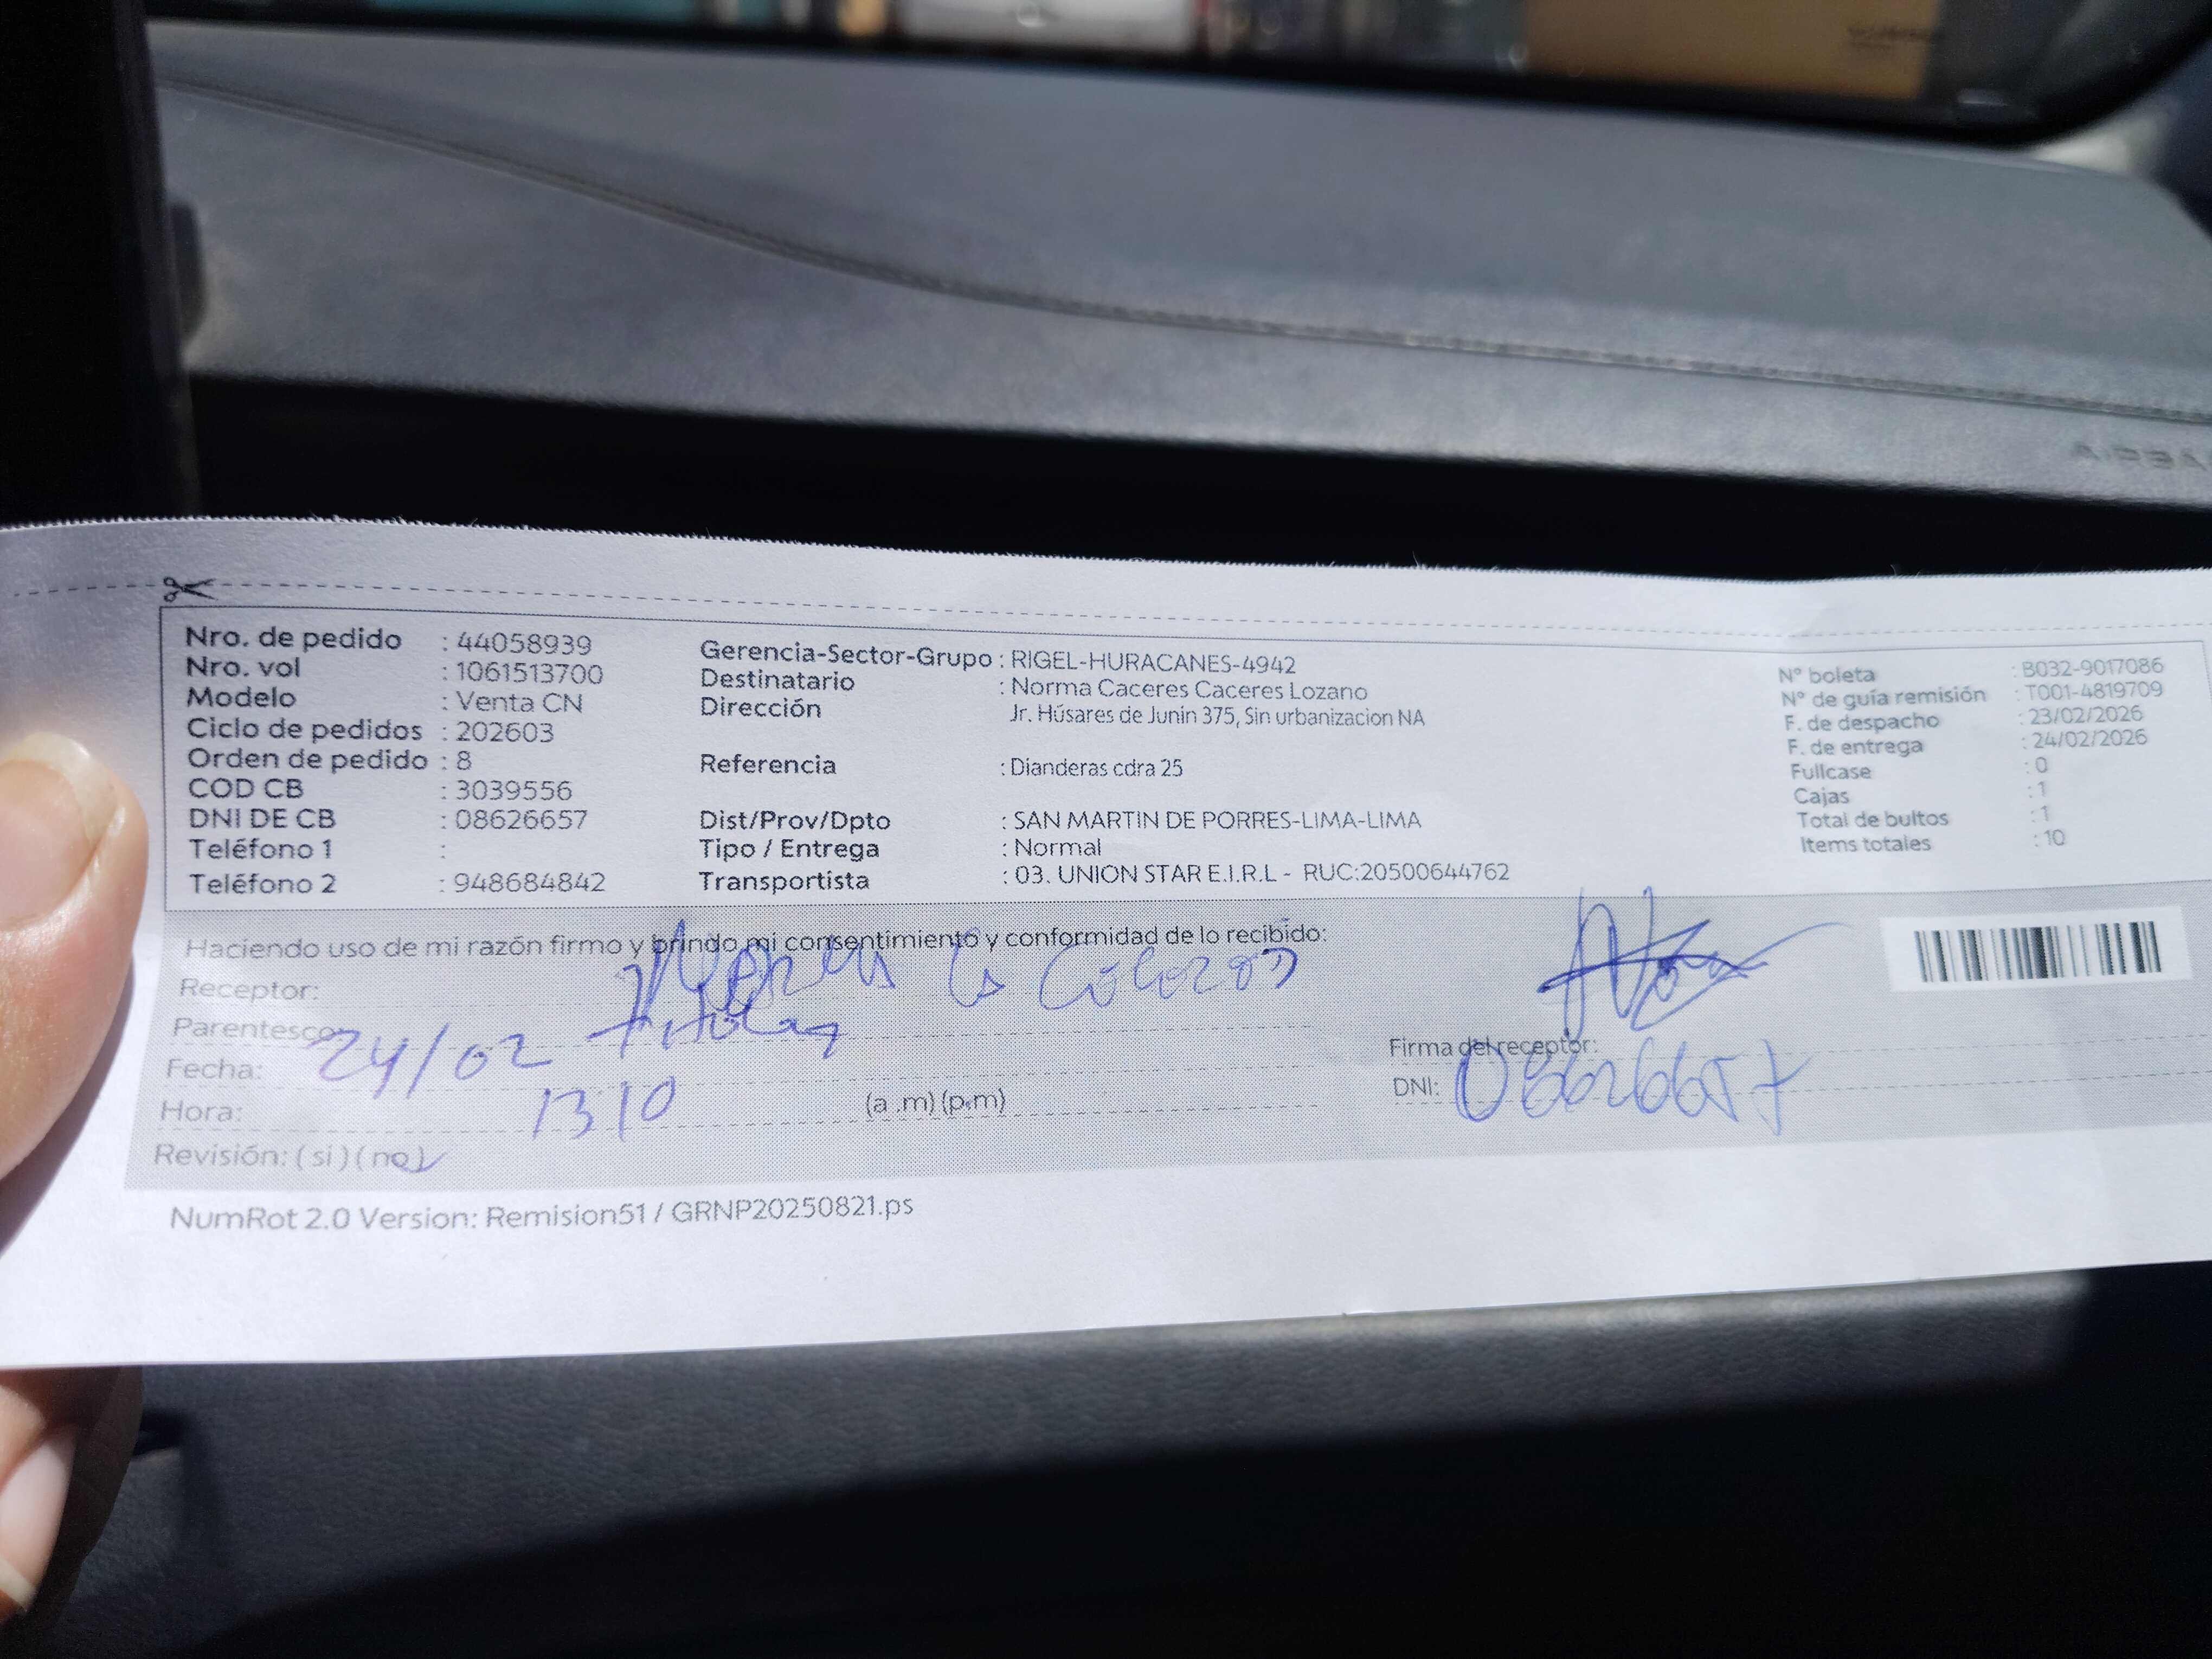 AIRBA
Nro. de pedido : 44058939
Nro. vol : 1061513700
Modelo : Venta CN
Ciclo de pedidos : 202603
Orden de pedido : 8
COD CB : 3039556
DNI DE CB : 08626657
Teléfono 1 :
Teléfono 2 : 948684842
Gerencia-Sector-Grupo : RIGEL-HURACANES-4942
Destinatario : Norma Caceres Caceres Lozano
Dirección Jr. Húsares de Junin 375, Sin urbanizacion NA
Referencia : Dianderas cdra 25
Dist/Prov/Dpto : SAN MARTIN DE PORRES-LIMA-LIMA
Tipo / Entrega : Normal
Transportista : 03. UNION STAR E.I.R.L - RUC:20500644762
Nº boleta : B032-9017086
Nº de guía remisión : T001-4819709
F. de despacho : 23/02/2026
F. de entrega : 24/02/2026
Fullcase : 0
Cajas : 1
Total de bultos : 1
Items totales : 10
Haciendo uso de mi razón firmo y brindo mi consentimiento y conformidad de lo recibido:
Receptor:
Parentesco: titular
Fecha: 24/02
Hora: 13 10 (a .m) (p.m)
Revisión: ( si ) ( no )
Firma del receptor:
DNI: 08626657
NumRot 2.0 Version: Remision51 / GRNP20250821.ps